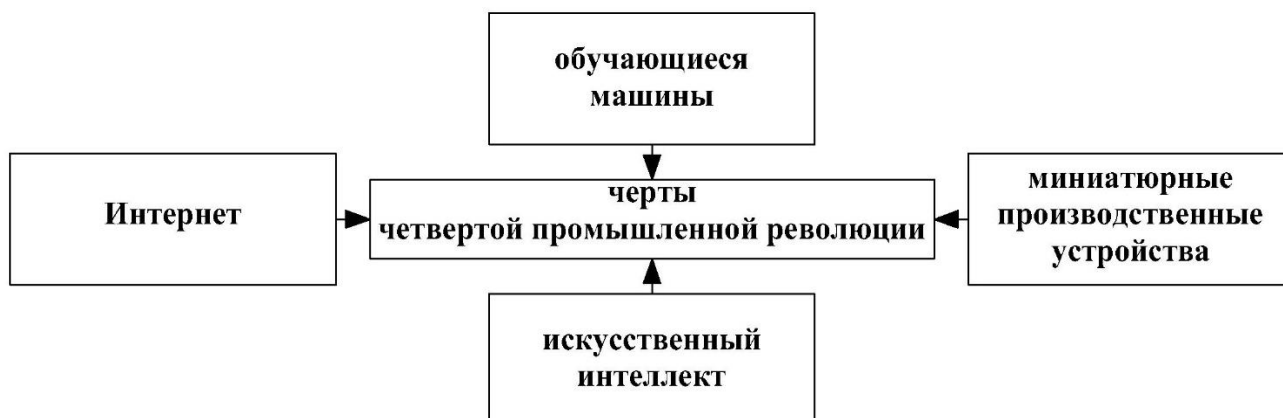 обучающиеся
машины
Интернет
черты
четвертой промышленной революции
миниатюрные
производственные
устройства
искусственный
интеллект